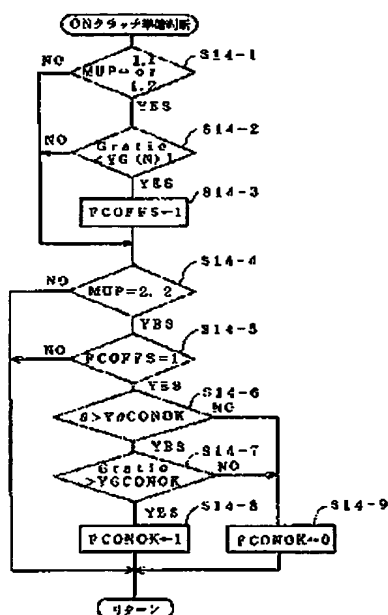 ONクラッチ準備判断
S14-1
NO
1.1
MUP= or
1.2
YES
S14-2
NO
Gratio
<YG(N)1
YES
S14-3
FCOFFS←1
S14-4
NO
MUP=2.2
YES
S14-5
NO
FCOFFS=1
YES
S14-6
θ>YθCONOK
NO
YES
S14-7
Gratio
>YGCONOK
NO
YES
S14-8
S14-9
FCONOK←1
FCONOK←0
リターン